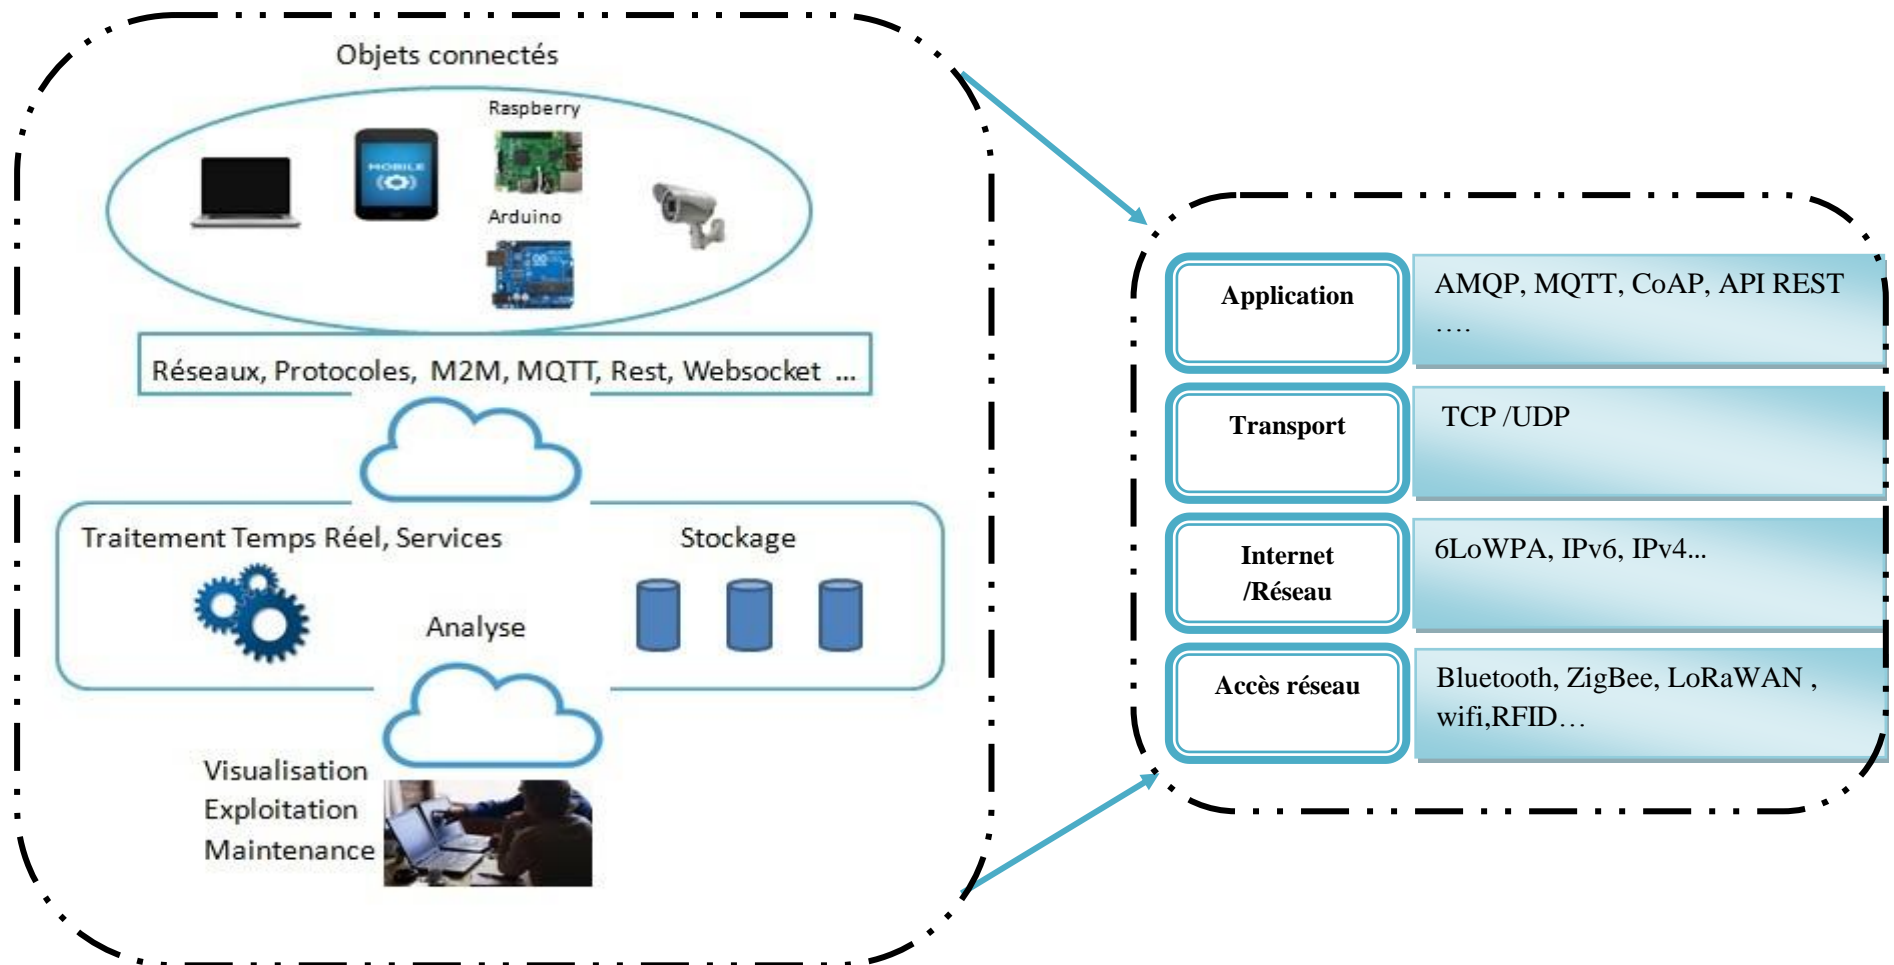 Objets connectés
Raspberry
MOBILE
Arduino
Réseaux, Protocoles, M2M, MQTT, Rest, Websocket ...
Traitement Temps Réel, Services
Stockage
Analyse
Visualisation
Exploitation
Maintenance
Application
AMQP, MQTT, CoAP, API REST
….
Transport
TCP /UDP
Internet
/Réseau
6LoWPA, IPv6, IPv4...
Accès réseau
Bluetooth, ZigBee, LoRaWAN ,
wifi,RFID…